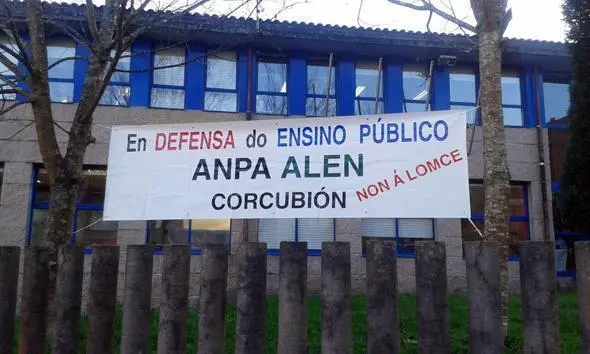 En DEFENSA do ENSINO PÚBLICO
ANPA ALEN
CORCUBIÓN
NON Á LOMCE